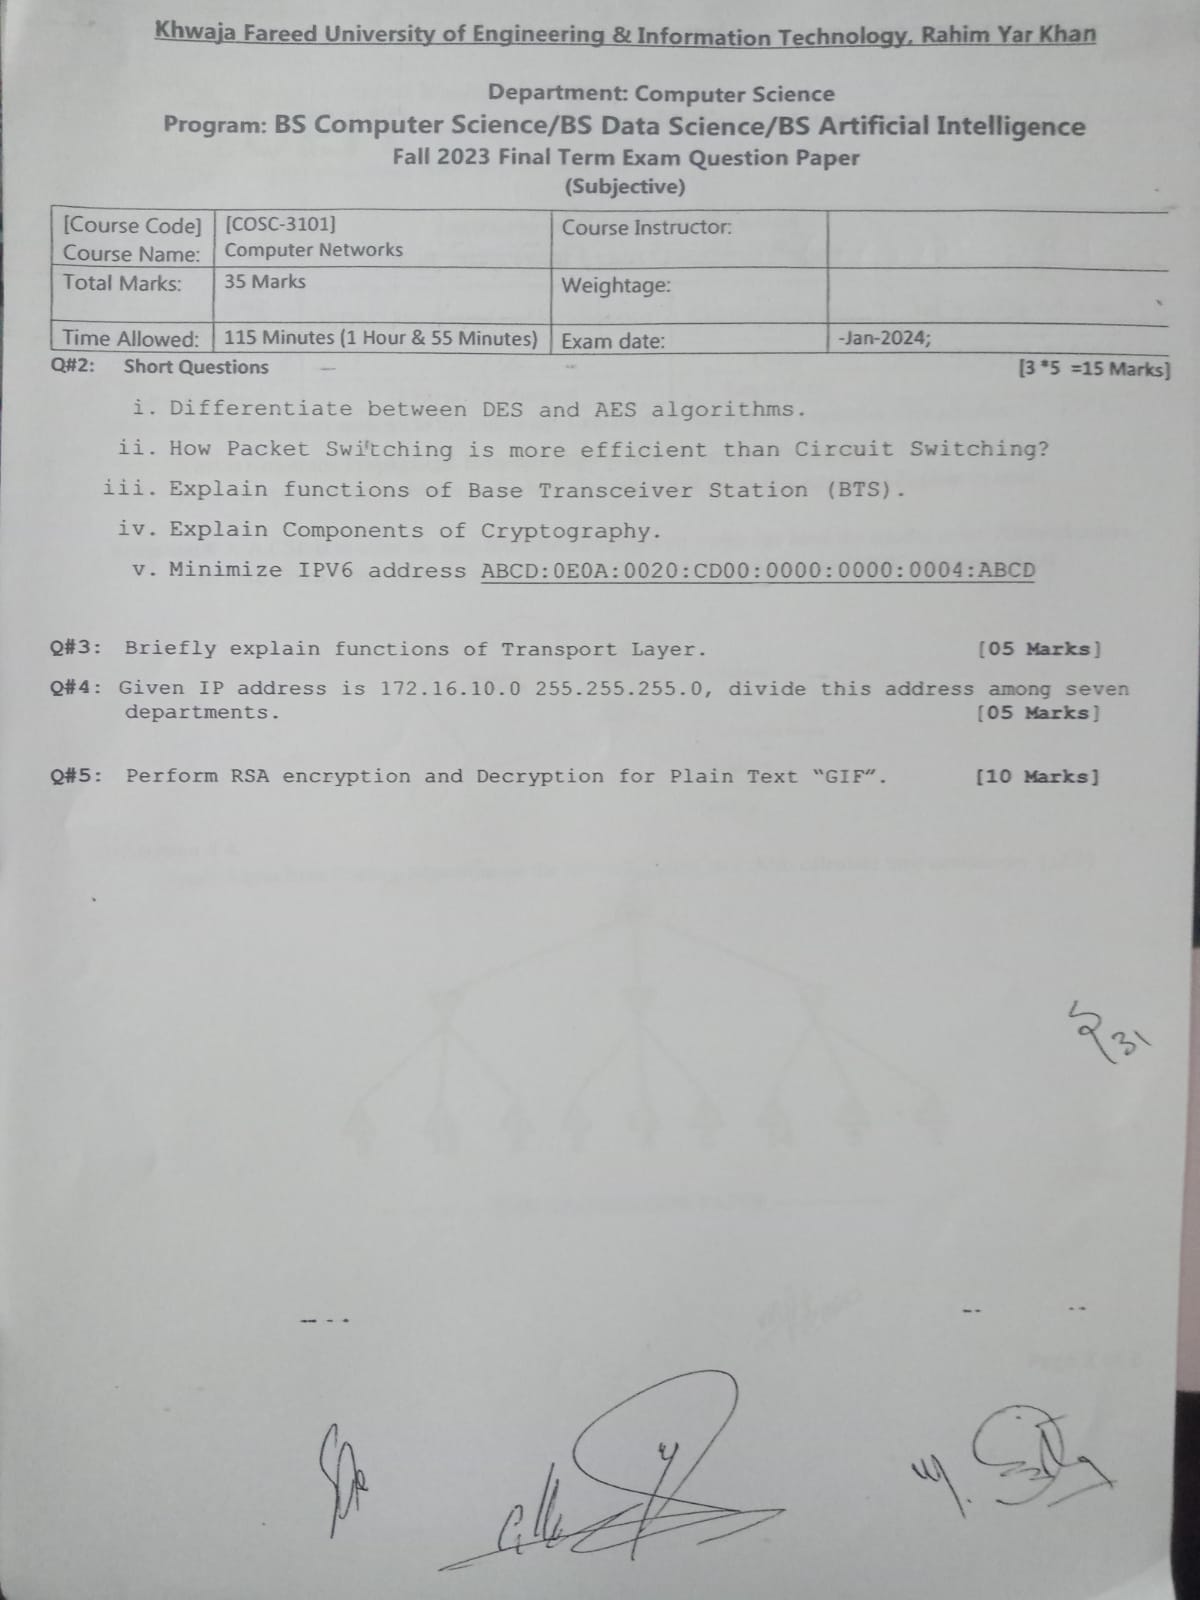 Khwaja Fareed University of Engineering & Information Technology, Rahim Yar Khan
Department: Computer Science
Program: BS Computer Science/BS Data Science/BS Artificial Intelligence
Fall 2023 Final Term Exam Question Paper
(Subjective)
[Course Code] [COSC-3101] Course Instructor:
Course Name: Computer Networks
Total Marks: 35 Marks Weightage:
Time Allowed: 115 Minutes (1 Hour & 55 Minutes) Exam date: -Jan-2024;
Q#2: Short Questions [3 *5 =15 Marks]
i. Differentiate between DES and AES algorithms.
ii. How Packet Switching is more efficient than Circuit Switching?
iii. Explain functions of Base Transceiver Station (BTS).
iv. Explain Components of Cryptography.
v. Minimize IPV6 address ABCD:0E0A:0020:CD00:0000:0000:0004:ABCD
Q#3: Briefly explain functions of Transport Layer. [05 Marks]
Q#4: Given IP address is 172.16.10.0 255.255.255.0, divide this address among seven
departments. [05 Marks]
Q#5: Perform RSA encryption and Decryption for Plain Text “GIF”. [10 Marks]
31